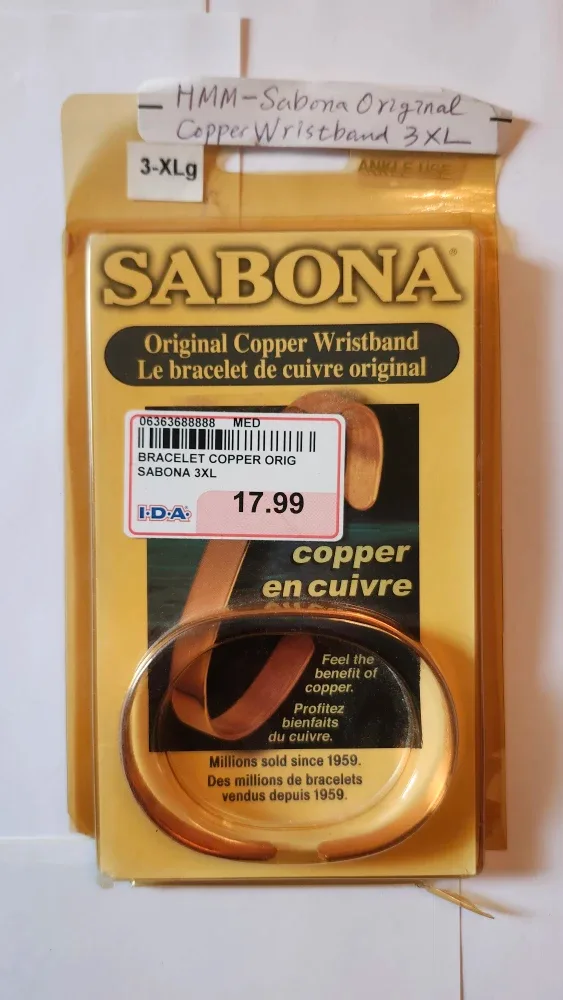 HMM-Sabona Original
Copper Wristband 3XL
3-XLg
ANKLE USE
SABONA®
Original Copper Wristband
Le bracelet de cuivre original
06363688888 MED
BRACELET COPPER ORIG
SABONA 3XL
I·D·A·
17.99
copper
en cuivre
Feel the
benefit of
copper.
Profitez
bienfaits
du cuivre.
Millions sold since 1959.
Des millions de bracelets
vendus depuis 1959.